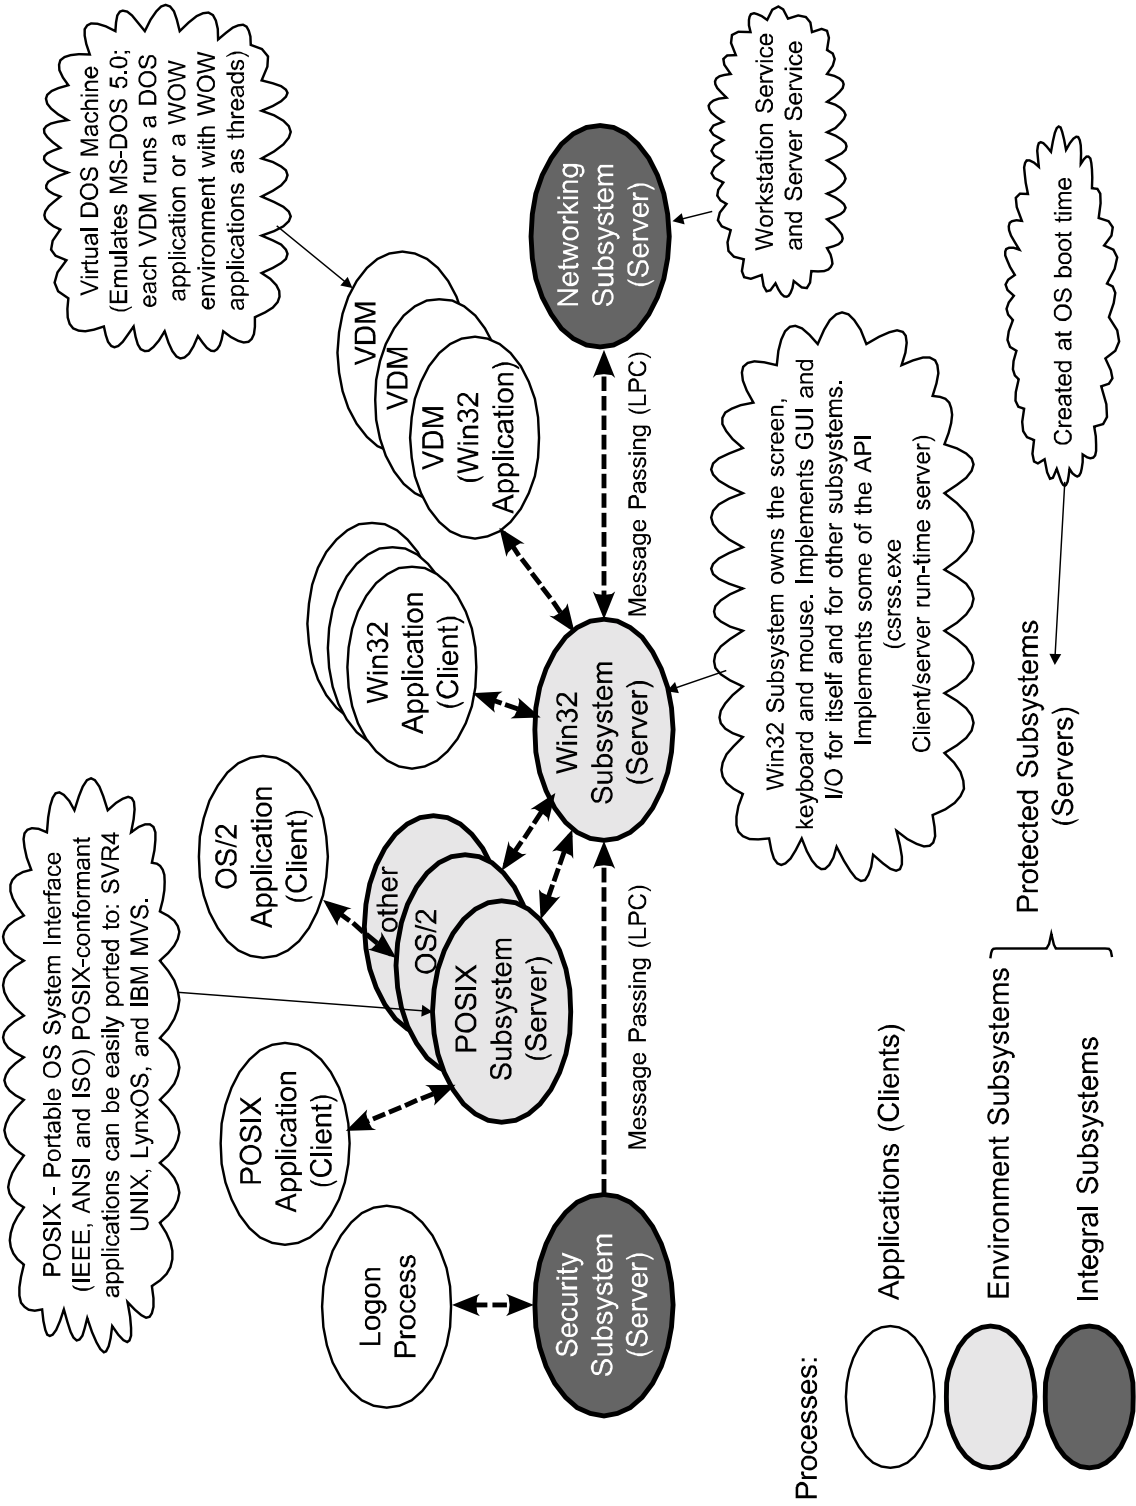 POSIX - Portable OS System Interface
(IEEE, ANSI and ISO) POSIX-conformant
applications can be easily ported to: SVR4
UNIX, LynxOS, and IBM MVS.
Virtual DOS Machine
(Emulates MS-DOS 5.0;
each VDM runs a DOS
application or a WOW
environment with WOW
applications as threads)
Logon
Process
POSIX
Application
(Client)
OS/2
Application
(Client)
Win32
Application
(Client)
VDM
VDM
VDM
(Win32
Application)
other
OS/2
POSIX
Subsystem
(Server)
Security
Subsystem
(Server)
Win32
Subsystem
(Server)
Networking
Subsystem
(Server)
Message Passing (LPC)
Message Passing (LPC)
Win32 Subsystem owns the screen,
keyboard and mouse. Implements GUI and
I/O for itself and for other subsystems.
Implements some of the API
(csrss.exe
Client/server run-time server)
Workstation Service
and Server Service
Processes:
Applications (Clients)
Environment Subsystems
Integral Subsystems
Protected Subsystems
(Servers)
Created at OS boot time